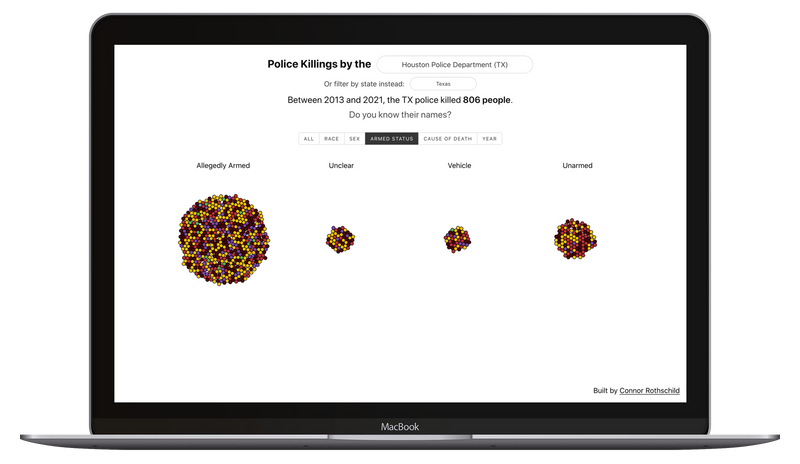 Police Killings by the Houston Police Department (TX)
Or filter by state instead: Texas
Between 2013 and 2021, the TX police killed 806 people.
Do you know their names?
ALL RACE SEX ARMED STATUS CAUSE OF DEATH YEAR
Allegedly Armed Unclear Vehicle Unarmed
Built by Connor Rothschild
MacBook